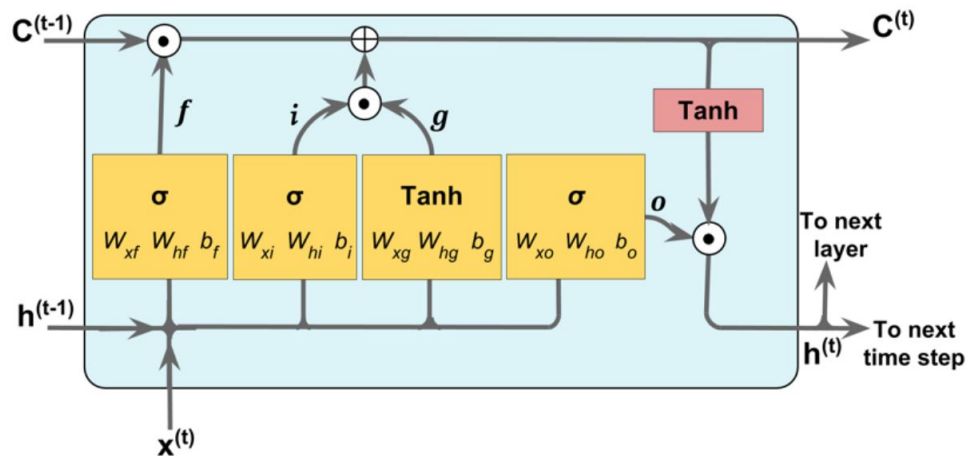 C(t-1)
C(t)
f
i
g
Tanh
σ
σ
Tanh
σ
Wxf Whf bf
Wxi Whi bi
Wxg Whg bg
Wxo Who bo
o
To next
layer
h(t-1)
h(t)
To next
time step
x(t)